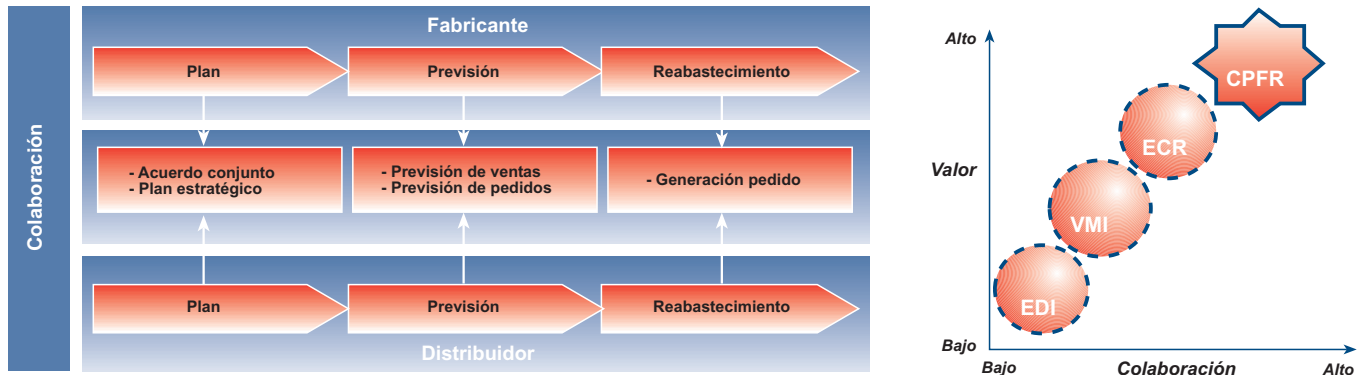 Colaboración
Fabricante
Plan
Previsión
Reabastecimiento
- Acuerdo conjunto
- Plan estratégico
- Previsión de ventas
- Previsión de pedidos
- Generación pedido
Plan
Previsión
Reabastecimiento
Distribuidor
Alto
Valor
Bajo
CPFR
ECR
VMI
EDI
Bajo
Colaboración
Alto